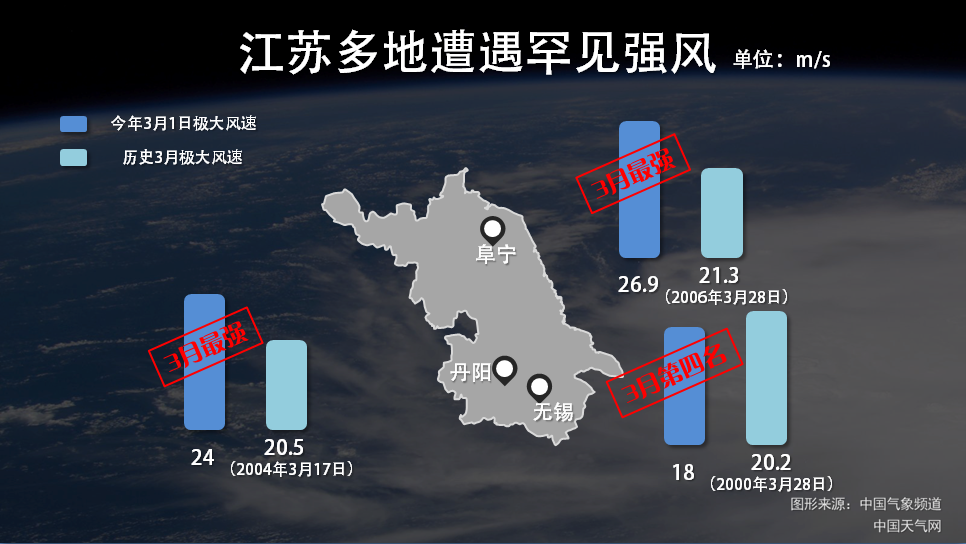 江苏多地遭遇罕见强风 单位：m/s
今年3月1日极大风速
历史3月极大风速
3月最强
26.9
21.3
（2006年3月28日）
阜宁
3月最强
24
20.5
（2004年3月17日）
丹阳
无锡
3月第四名
18
20.2
（2000年3月28日）
图形来源：中国气象频道
中国天气网